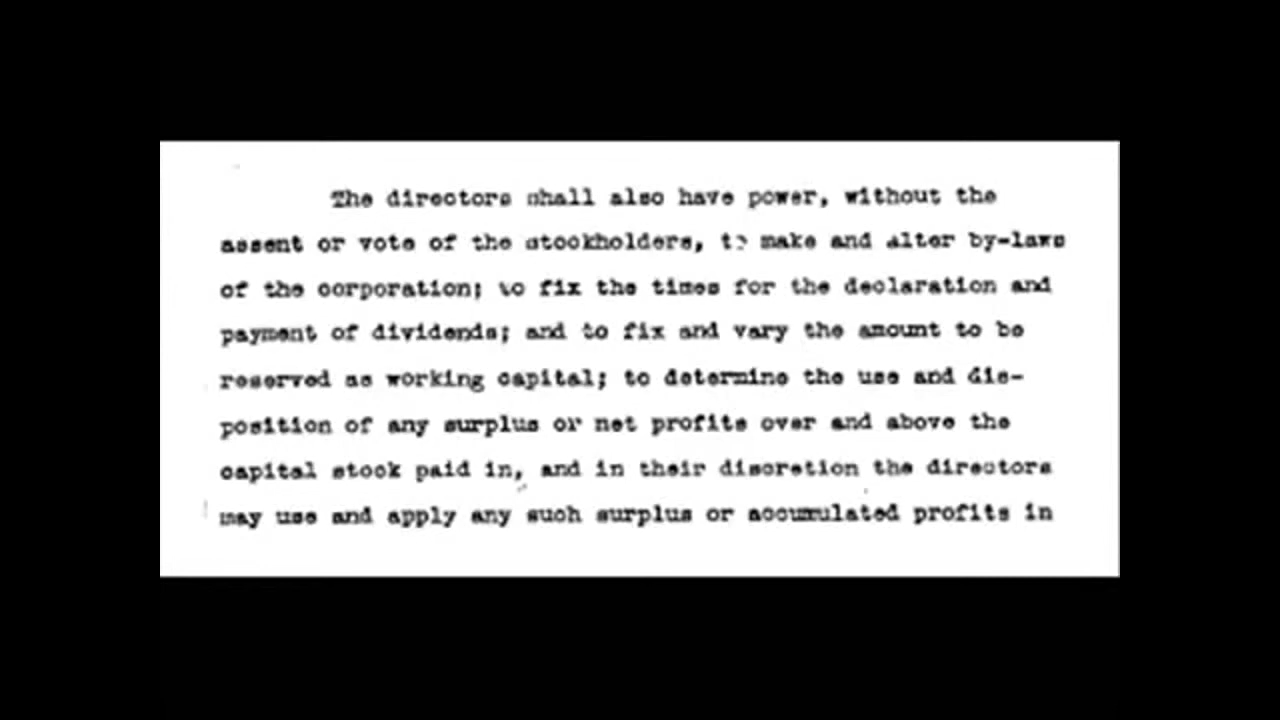 The directors shall also have power, without the
assent or vote of the stockholders, to make and alter by-laws
of the corporation; to fix the times for the declaration and
payment of dividends; and to fix and vary the amount to be
reserved as working capital; to determine the use and dis-
position of any surplus or net profits over and above the
capital stock paid in, and in their discretion the directors
may use and apply any such surplus or accumulated profits in